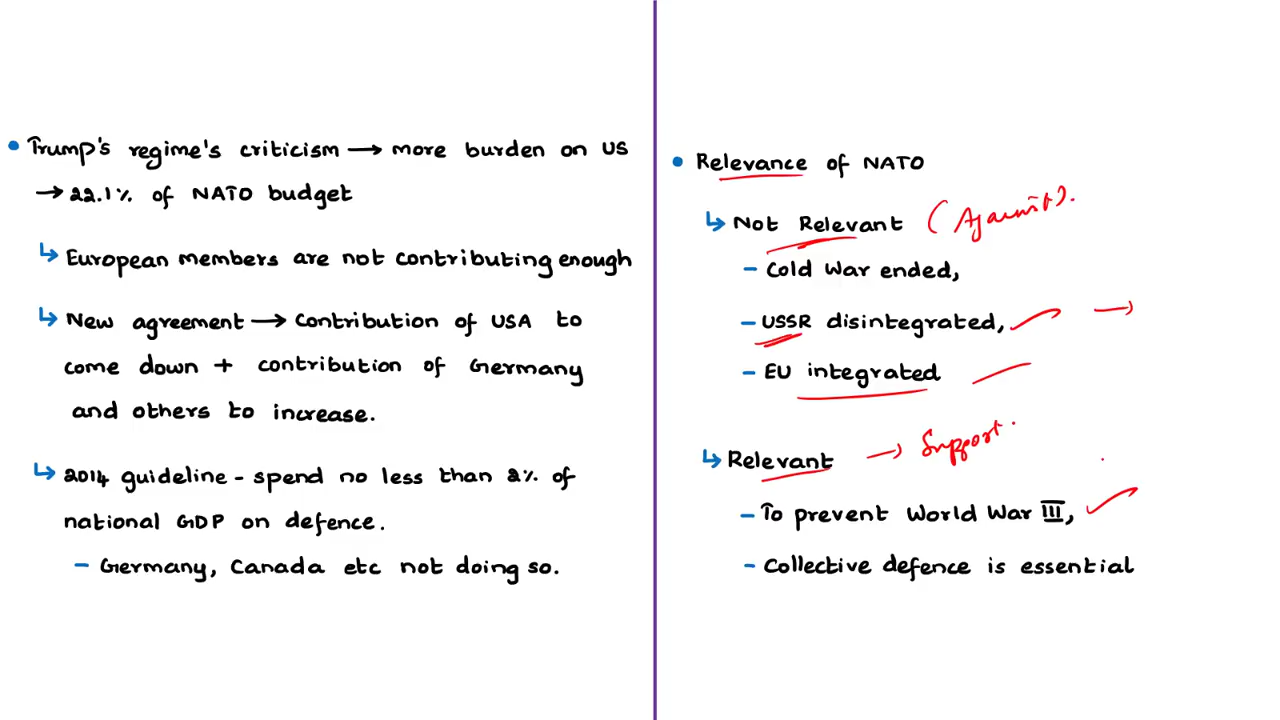 • Trump's regime's criticism → more burden on US
→ 22.1% of NATO budget
↳ European members are not contributing enough
↳ New agreement → contribution of USA to
come down + contribution of Germany
and others to increase.
↳ 2014 guideline - spend no less than 2% of
national GDP on defence.
- Germany, Canada etc not doing so.
• Relevance of NATO
↳ Not Relevant (Against).
- Cold War ended,
- USSR disintegrated, →
- EU integrated
↳ Relevant → Support.
- To prevent World War III,
- Collective defence is essential